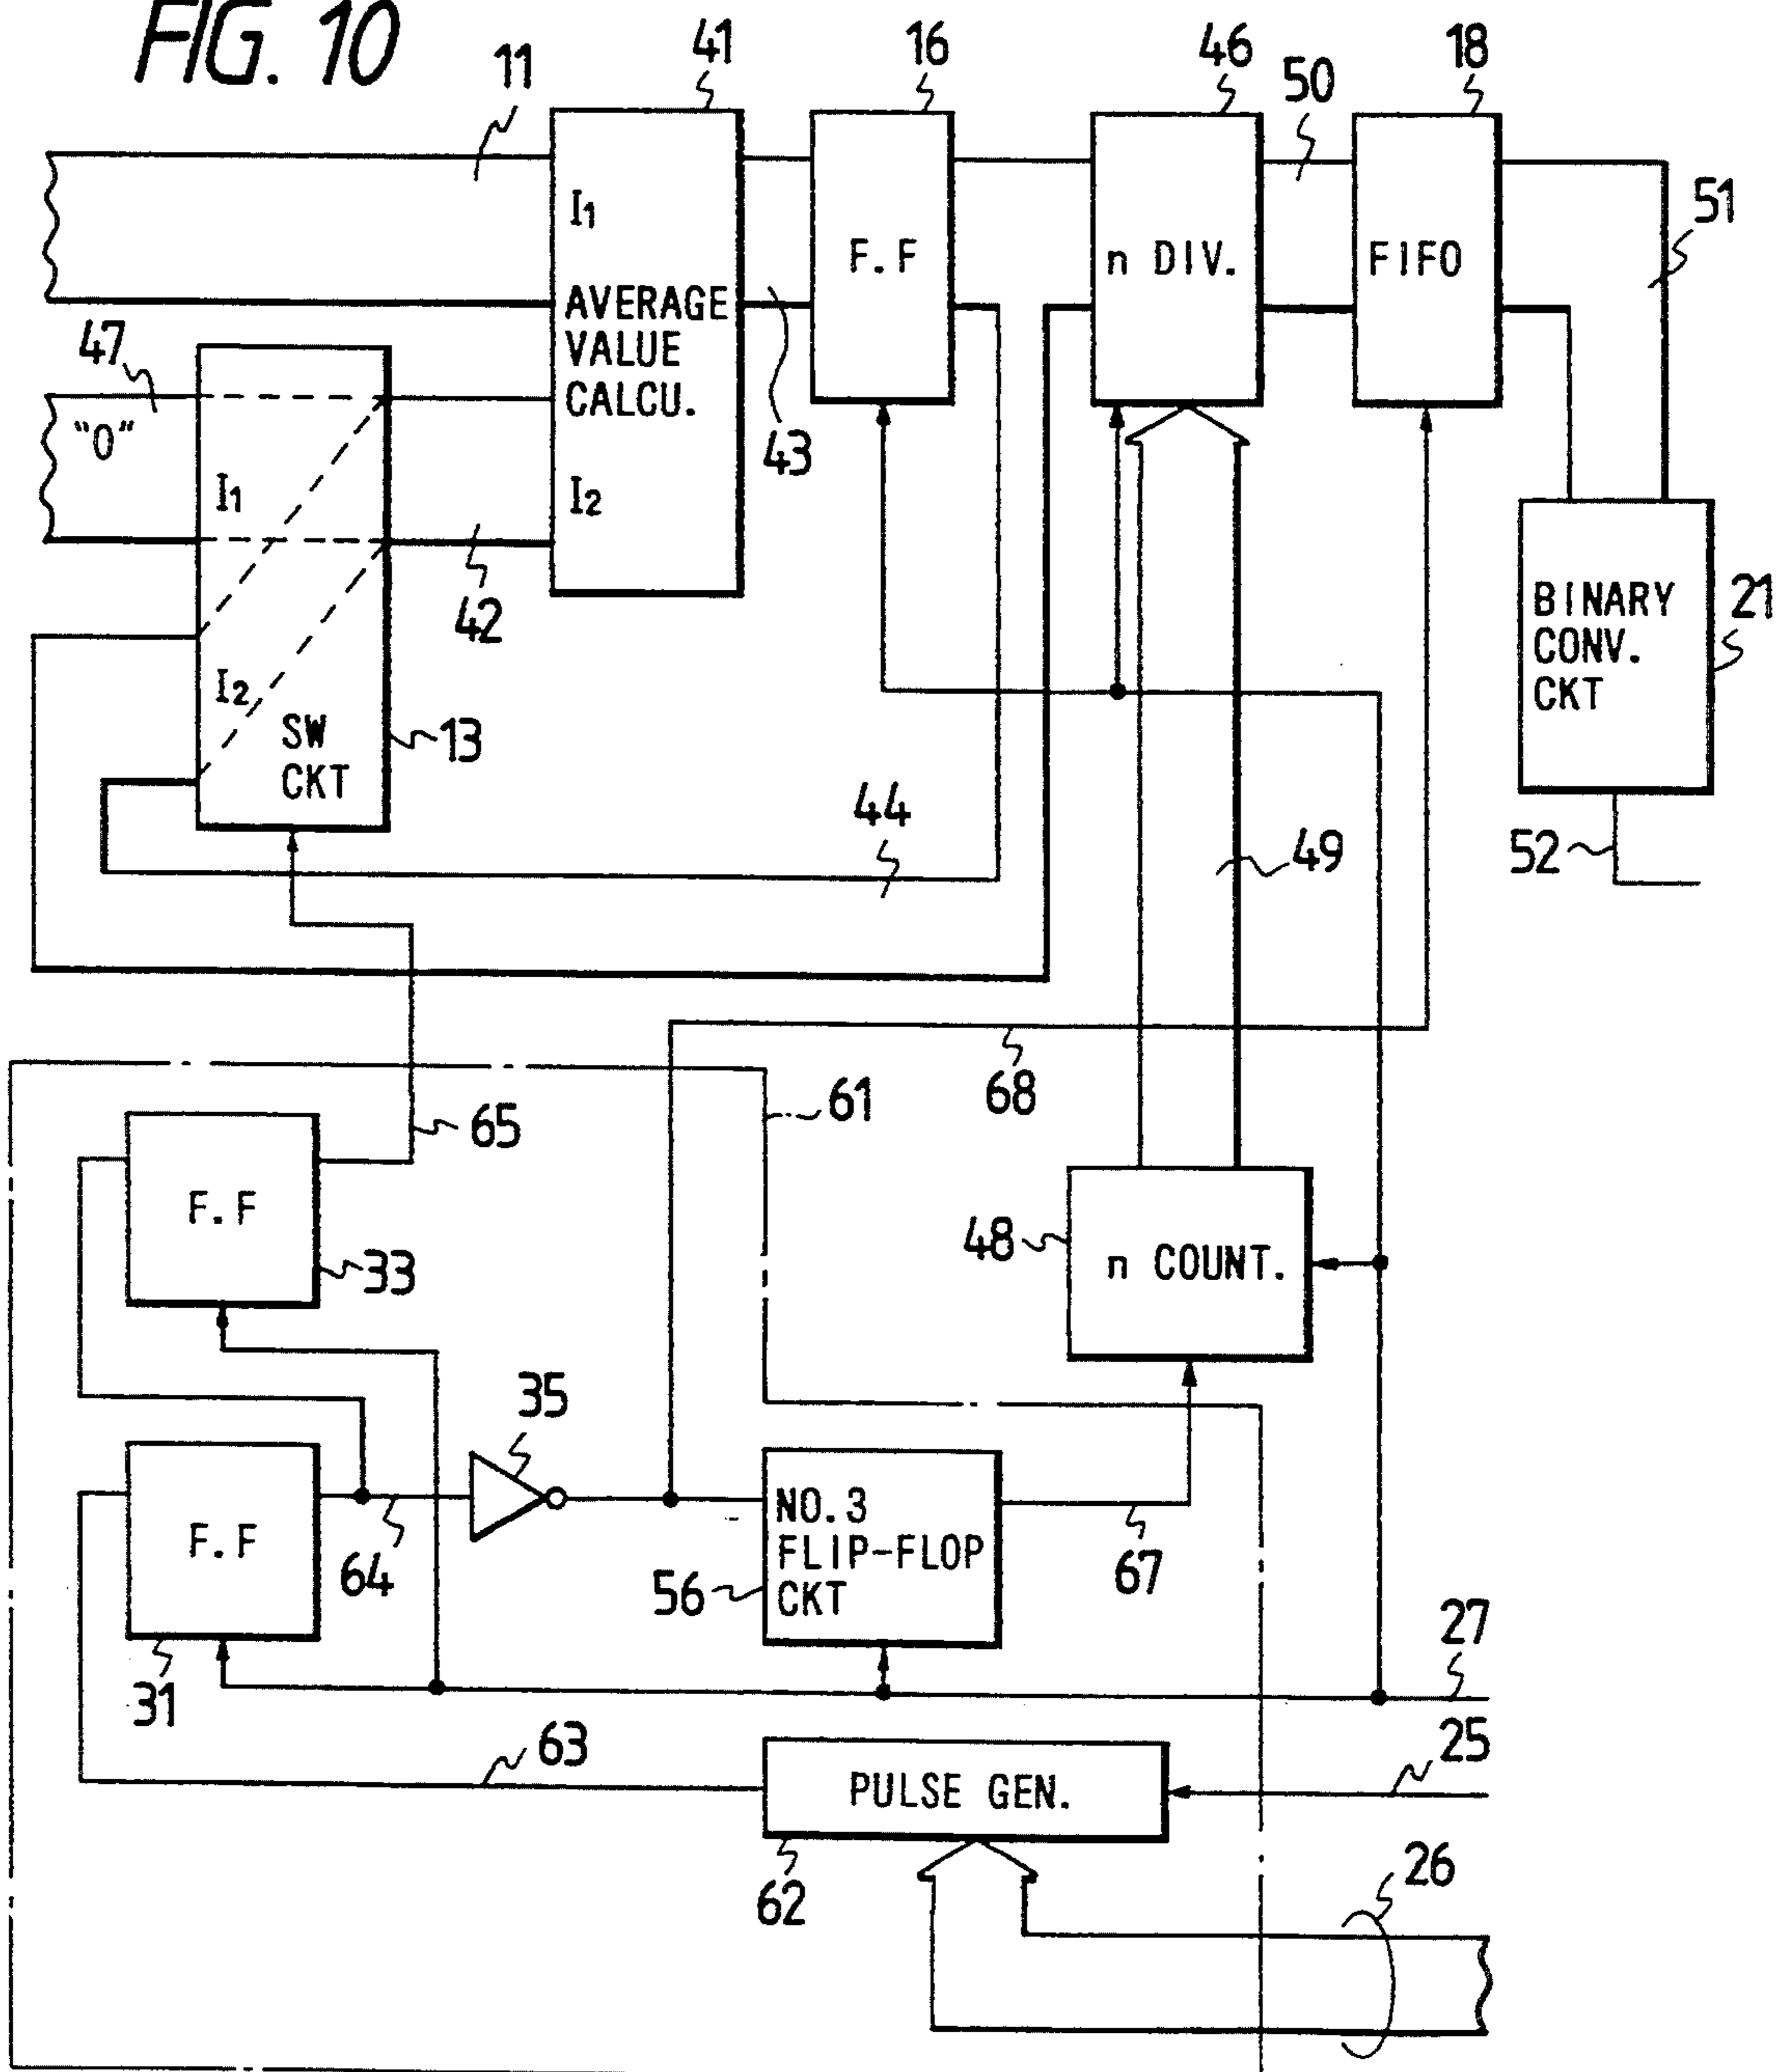 FIG. 10
11
41
16
46
50
18
51
I1
AVERAGE
VALUE
CALCU.
I2
F.F
n DIV.
FIFO
47
"0"
I1
I2
SW
CKT
13
42
43
BINARY
CONV.
CKT
21
44
49
52
68
61
65
F.F
33
48
n COUNT.
35
F.F
31
64
NO.3
FLIP-FLOP
CKT
56
67
27
25
63
PULSE GEN.
62
26